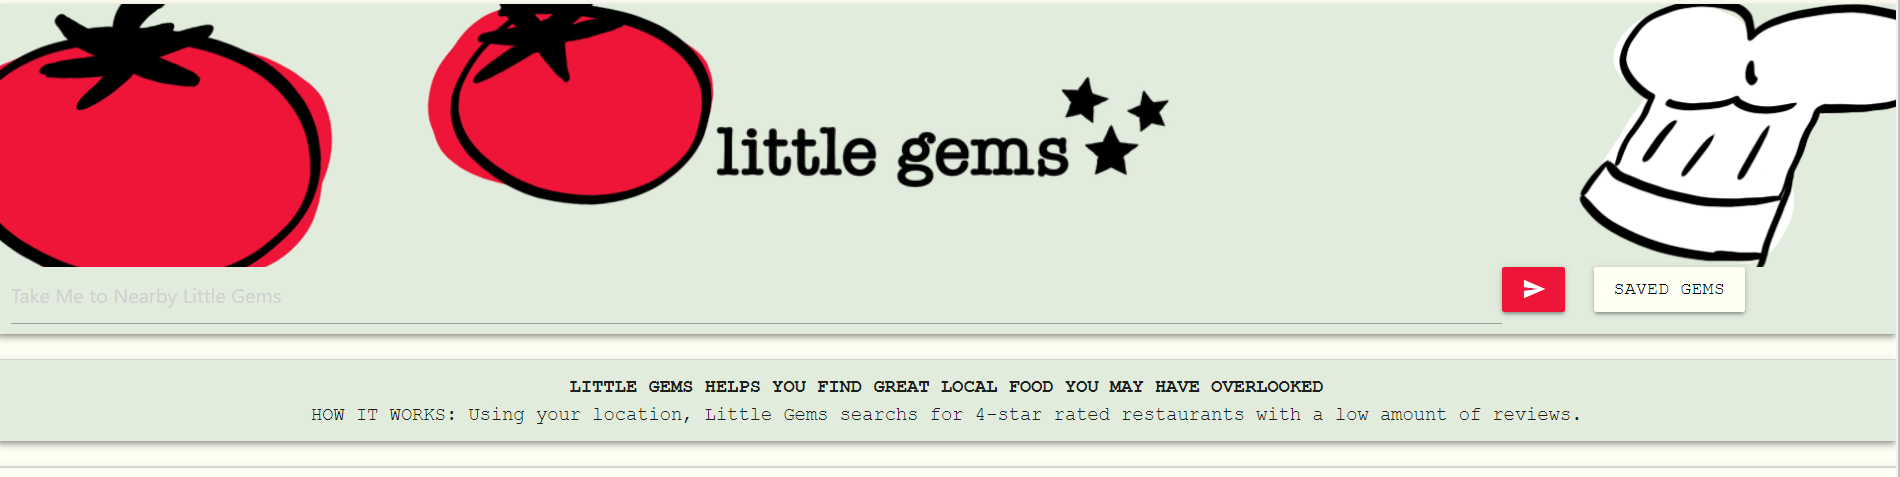 little gems
Take Me to Nearby Little Gems
SAVED GEMS
LITTLE GEMS HELPS YOU FIND GREAT LOCAL FOOD YOU MAY HAVE OVERLOOKED
HOW IT WORKS: Using your location, Little Gems searchs for 4-star rated restaurants with a low amount of reviews.